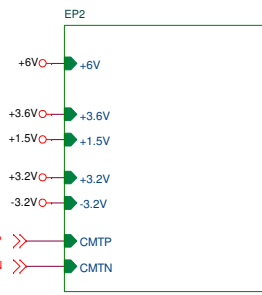 EP2
+6V +6V
+3.6V +3.6V
+1.5V +1.5V
+3.2V +3.2V
-3.2V -3.2V
CMTP
CMTN